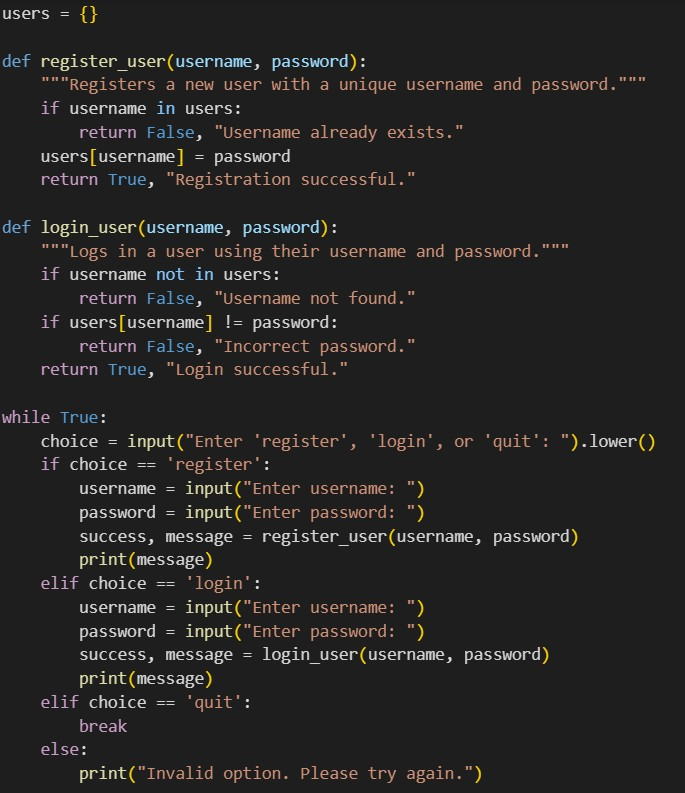 users = {}

def register_user(username, password):
    """Registers a new user with a unique username and password."""
    if username in users:
        return False, "Username already exists."
    users[username] = password
    return True, "Registration successful."

def login_user(username, password):
    """Logs in a user using their username and password."""
    if username not in users:
        return False, "Username not found."
    if users[username] != password:
        return False, "Incorrect password."
    return True, "Login successful."

while True:
    choice = input("Enter 'register', 'login', or 'quit': ").lower()
    if choice == 'register':
        username = input("Enter username: ")
        password = input("Enter password: ")
        success, message = register_user(username, password)
        print(message)
    elif choice == 'login':
        username = input("Enter username: ")
        password = input("Enter password: ")
        success, message = login_user(username, password)
        print(message)
    elif choice == 'quit':
        break
    else:
        print("Invalid option. Please try again.")